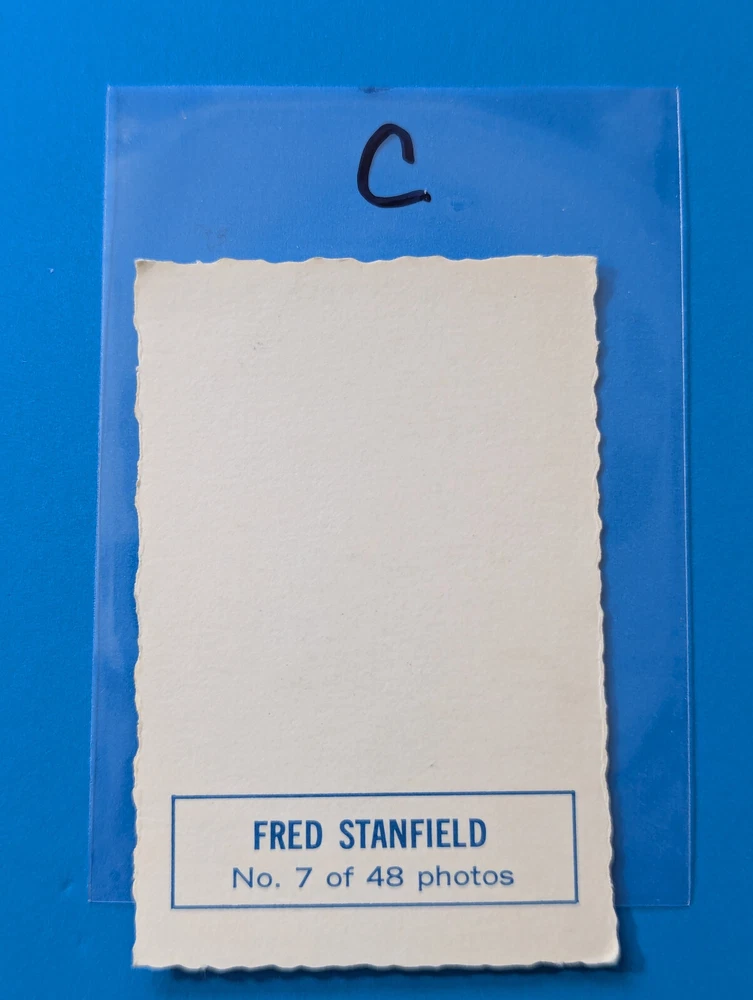 C
FRED STANFIELD
No. 7 of 48 photos